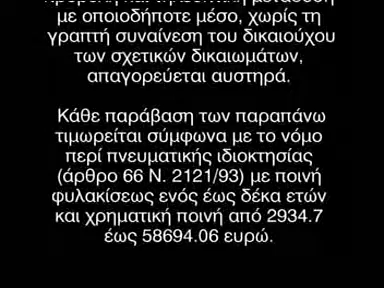 με οποιοδήποτε μέσο, χωρίς τη
γραπτή συναίνεση του δικαιούχου
των σχετικών δικαιωμάτων,
απαγορεύεται αυστηρά.
Κάθε παράβαση των παραπάνω
τιμωρείται σύμφωνα με το νόμο
περί πνευματικής ιδιοκτησίας
(άρθρο 66 Ν. 2121/93) με ποινή
φυλακίσεως ενός έως δέκα ετών
και χρηματική ποινή από 2934.7
έως 58694.06 ευρώ.